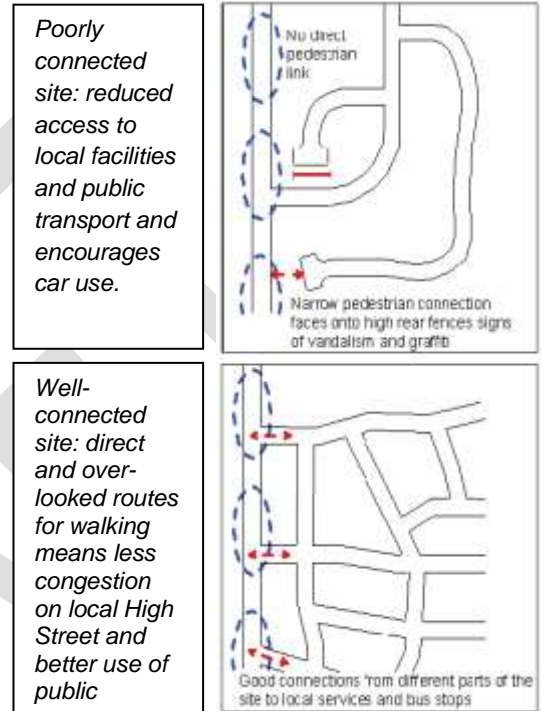 Poorly
connected
site: reduced
access to
local facilities
and public
transport and
encourages
car use.
No direct
pedestrian
link
Narrow pedestrian connection
faces onto high rear fences signs
of vandalism and graffiti
Well-
connected
site: direct
and over-
looked routes
for walking
means less
congestion
on local High
Street and
better use of
public
Good connections from different parts of the
site to local services and bus stops